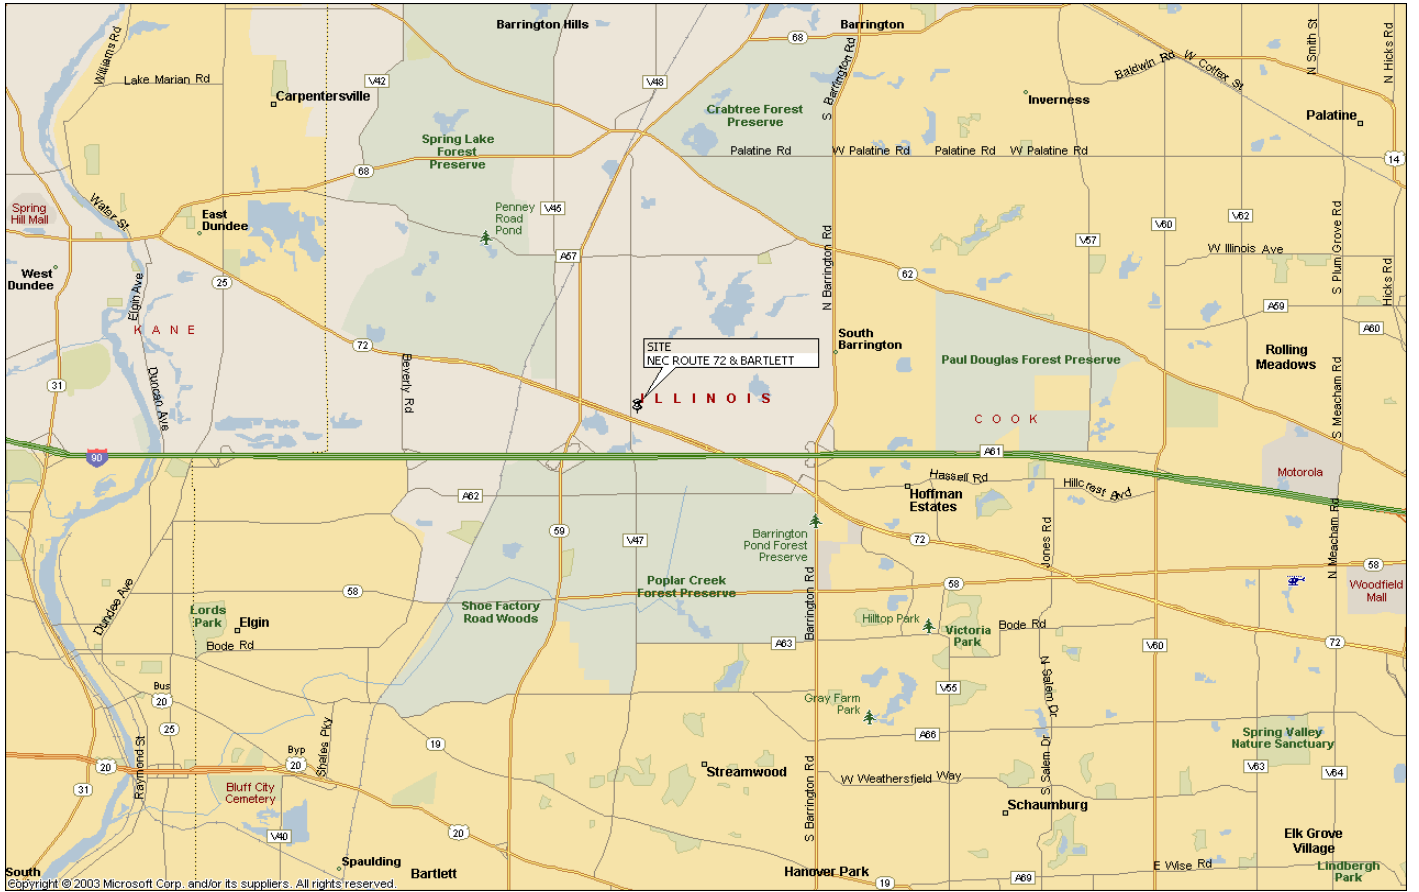 Barrington Hills
Barrington
68
Williams Rd
Lake Marian Rd
V42
V48
Carpentersville
S Barrington Rd
Baldwin Rd
W Colfax St
N Smith St
N Hicks Rd
Inverness
Palatine
Crabtree Forest
Preserve
Spring Lake
Forest
Preserve
68
Palatine Rd
W Palatine Rd
Palatine Rd
W Palatine Rd
14
Spring
Hill Mall
Water St
East
Dundee
Penney
Road
Pond
V45
V60
V62
V57
A57
W Illinois Ave
S Plum Grove Rd
Hicks Rd
West
Dundee
Elgin Ave
25
N Barrington Rd
62
A59
A60
KANE
72
South
Barrington
SITE
NEC ROUTE 72 & BARTLETT
Paul Douglas Forest Preserve
Rolling
Meadows
31
Duncan Ave
Beverly Rd
ILLINOIS
COOK
S Meacham Rd
90
A61
Motorola
Hassell Rd
Hillcrest Blvd
A62
Hoffman
Estates
59
V47
Barrington
Pond Forest
Preserve
72
Jones Rd
N Meacham Rd
58
Woodfield
Mall
Dundee Ave
58
Poplar Creek
Forest Preserve
Barrington Rd
58
Lords
Park
Elgin
Shoe Factory
Road Woods
Hilltop Park
Victoria
Park
Bode Rd
Bode Rd
A63
72
V60
Bus
20
N Salem Dr
V55
Gray Farm
Park
25
Shales Pky
19
A66
Spring Valley
Nature Sanctuary
Raymond St
Byp
20
20
S Salem Dr
V63
V64
31
Bluff City
Cemetery
Streamwood
S Barrington Rd
W Weathersfield Way
Schaumburg
V40
20
Elk Grove
Village
Spaulding
Bartlett
Hanover Park
E Wise Rd
Lindbergh
Park
South
19
A69
Copyright © 2003 Microsoft Corp. and/or its suppliers. All rights reserved.